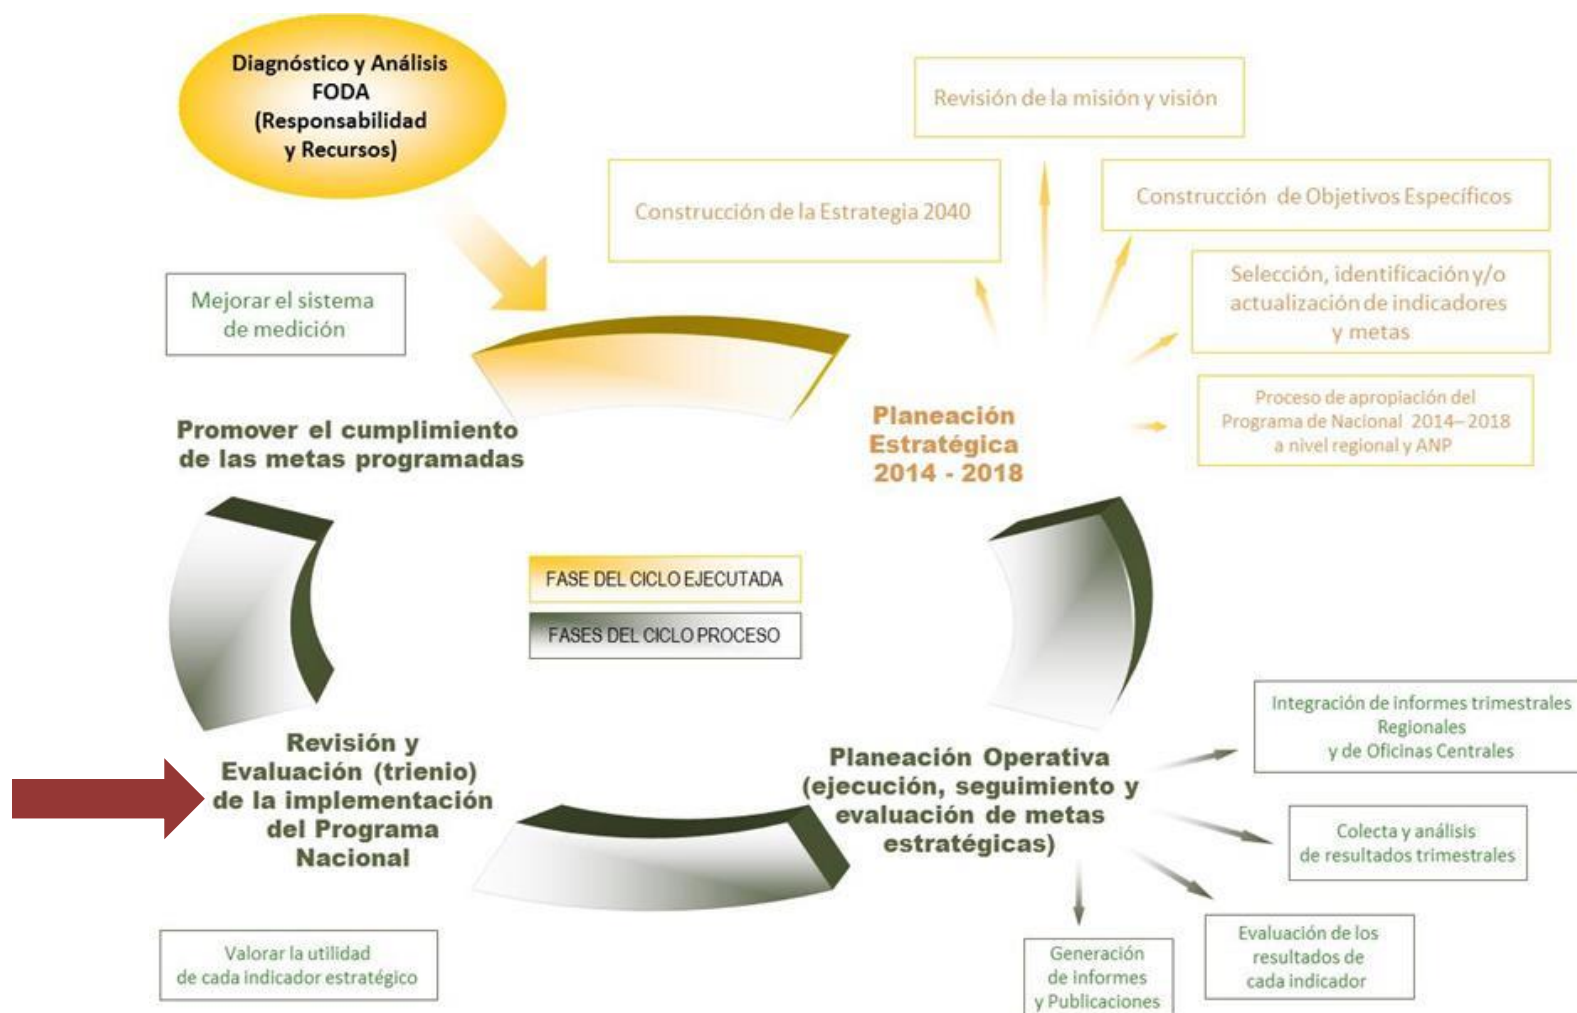 Diagnóstico y Análisis
FODA
(Responsabilidad
y Recursos)
Revisión de la misión y visión
Construcción de la Estrategia 2040
Construcción de Objetivos Específicos
Selección, identificación y/o
actualización de indicadores
y metas
Proceso de apropiación del
Programa de Nacional 2014–2018
a nivel regional y ANP
Mejorar el sistema
de medición
Promover el cumplimiento
de las metas programadas
Planeación
Estratégica
2014 - 2018
FASE DEL CICLO EJECUTADA
FASES DEL CICLO PROCESO
Revisión y
Evaluación (trienio)
de la implementación
del Programa
Nacional
Planeación Operativa
(ejecución, seguimiento y
evaluación de metas
estratégicas)
Integración de informes trimestrales
Regionales
y de Oficinas Centrales
Colecta y análisis
de resultados trimestrales
Evaluación de los
resultados de
cada indicador
Generación
de informes
y Publicaciones
Valorar la utilidad
de cada indicador estratégico